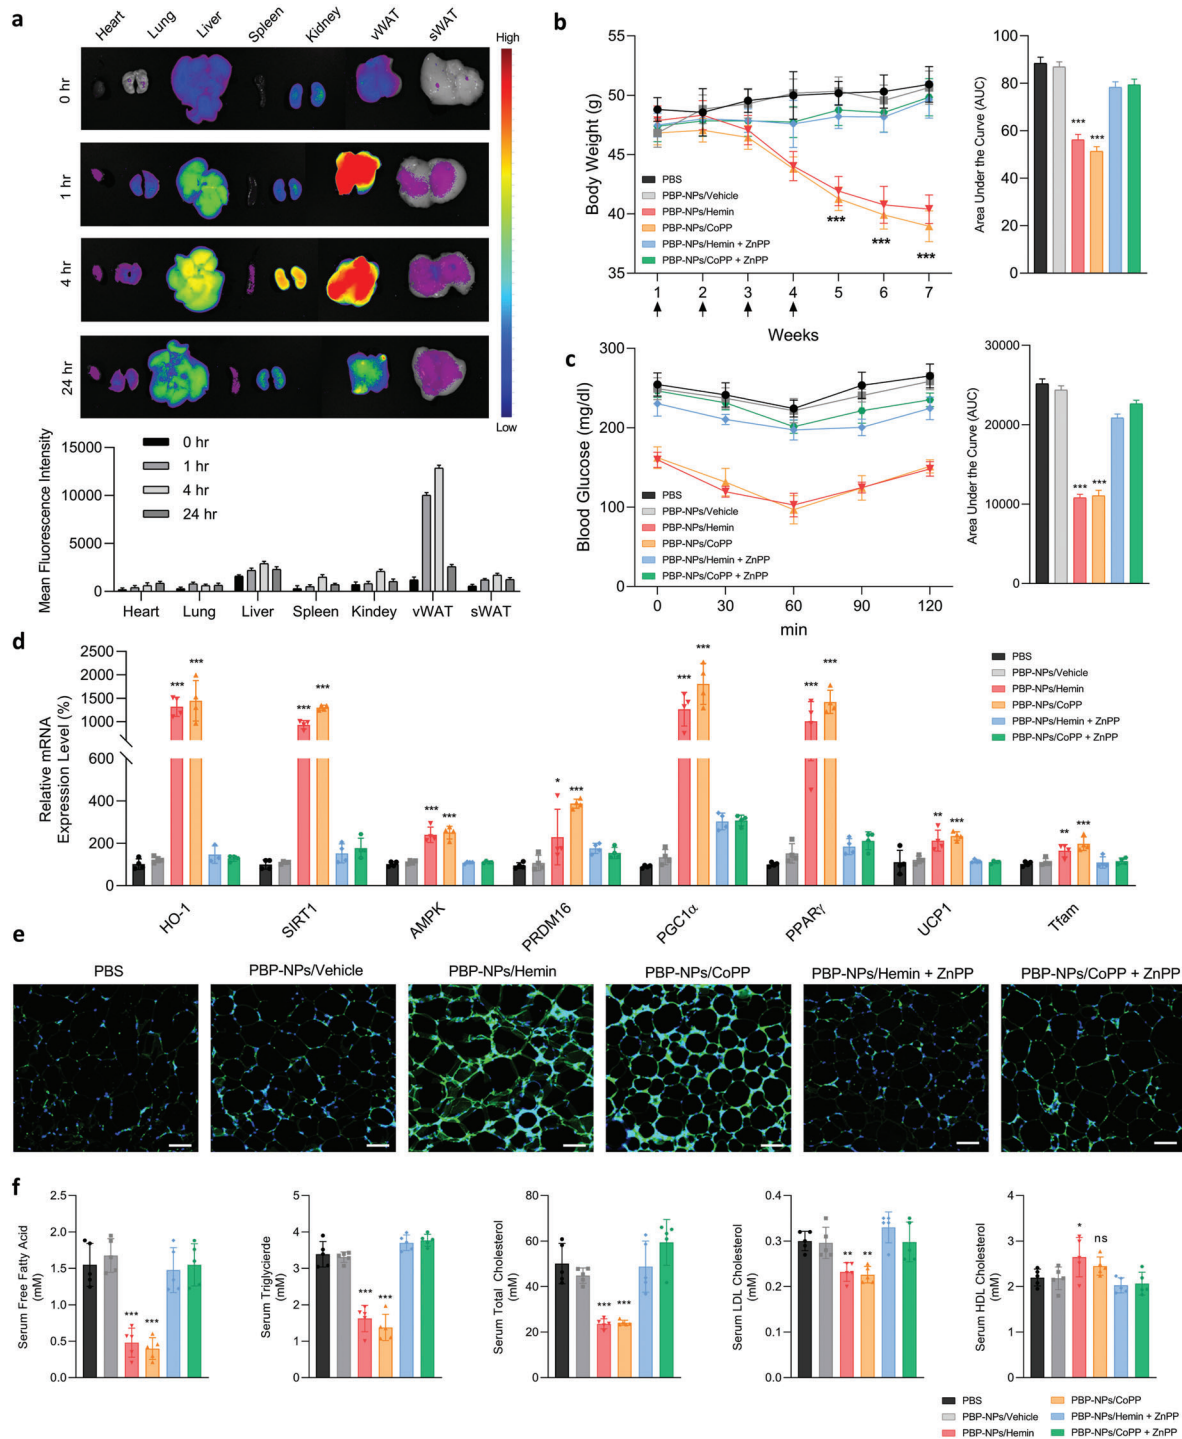 a
Heart Lung Liver Spleen Kidney vWAT sWAT
High
0 hr
1 hr
4 hr
24 hr
Low
15000
10000
5000
0
Mean Fluorescence Intensity
0 hr
1 hr
4 hr
24 hr
Heart Lung Liver Spleen Kindey vWAT sWAT
b
55
50
45
40
35
Body Weight (g)
PBS
PBP-NPs/Vehicle
PBP-NPs/Hemin
PBP-NPs/CoPP
PBP-NPs/Hemin + ZnPP
PBP-NPs/CoPP + ZnPP
***
***
***
1 2 3 4 5 6 7
Weeks
100
80
60
40
20
0
Area Under the Curve (AUC)
***
***
c
300
200
100
0
Blood Glucose (mg/dl)
PBS
PBP-NPs/Vehicle
PBP-NPs/Hemin
PBP-NPs/CoPP
PBP-NPs/Hemin + ZnPP
PBP-NPs/CoPP + ZnPP
0 30 60 90 120
min
30000
20000
10000
0
Area Under the Curve (AUC)
*** ***
d
2500
2000
1500
1000
600
400
200
0
Relative mRNA
Expression Level (%)
*** ***
*** ***
*** ***
* ***
*** ***
*** ***
** ***
** ***
PBS
PBP-NPs/Vehicle
PBP-NPs/Hemin
PBP-NPs/CoPP
PBP-NPs/Hemin + ZnPP
PBP-NPs/CoPP + ZnPP
HO-1 SIRT1 AMPK PRDM16 PGC1α PPARγ UCP1 Tfam
e
PBS PBP-NPs/Vehicle PBP-NPs/Hemin PBP-NPs/CoPP PBP-NPs/Hemin + ZnPP PBP-NPs/CoPP + ZnPP
f
2.5
2.0
1.5
1.0
0.5
0.0
Serum Free Fatty Acid
(mM)
*** ***
5
4
3
2
1
0
Serum Triglycierde
(mM)
*** ***
80
60
40
20
0
Serum Total Cholesterol
(mM)
*** ***
0.4
0.3
0.2
0.1
0.0
Serum LDL Cholesterol
(mM)
** **
4
3
2
1
0
Serum HDL Cholesterol
(mM)
* ns
PBS PBP-NPs/CoPP
PBP-NPs/Vehicle PBP-NPs/Hemin + ZnPP
PBP-NPs/Hemin PBP-NPs/CoPP + ZnPP